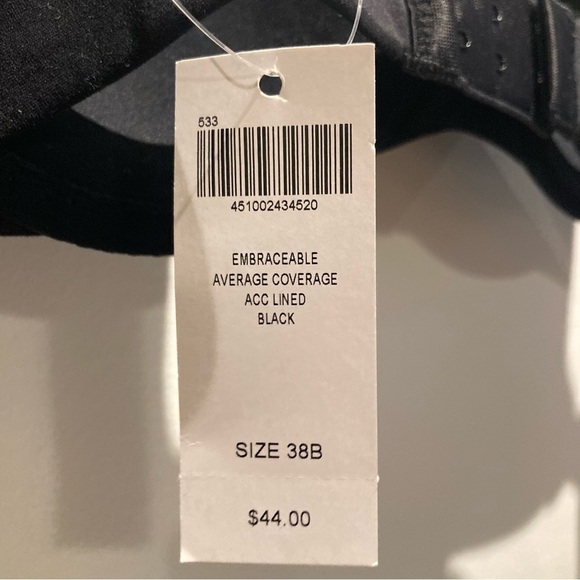 533
451002434520
EMBRACEABLE
AVERAGE COVERAGE
ACC LINED
BLACK
SIZE 38B
$44.00